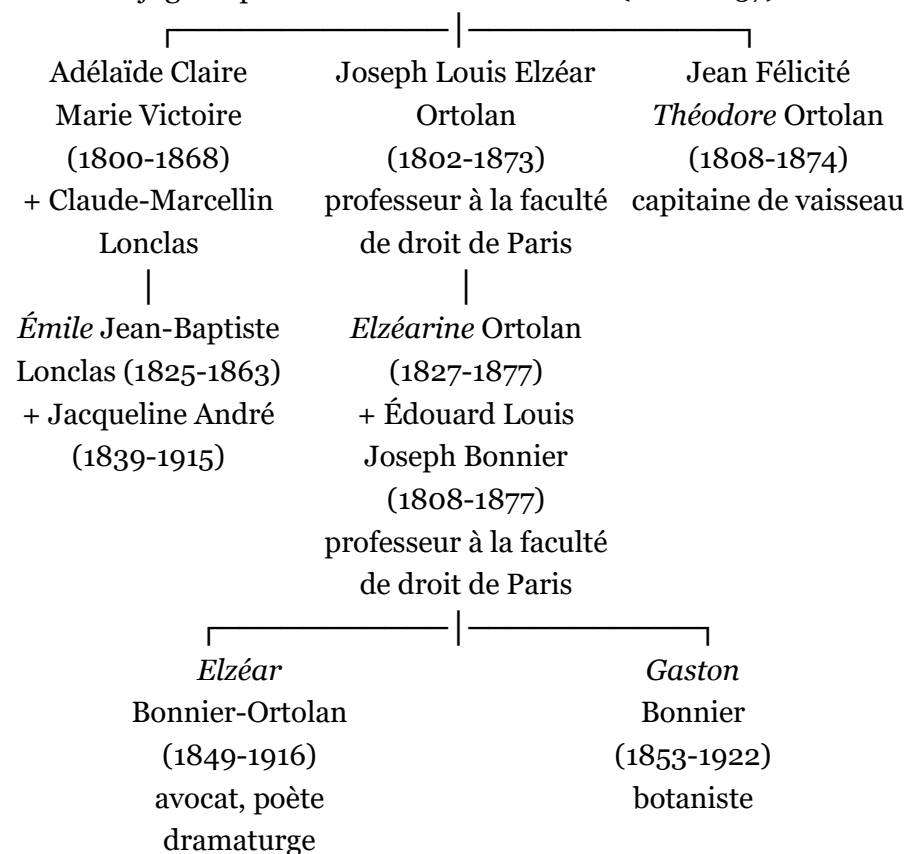 Adélaïde Claire
Marie Victoire
(1800-1868)
+ Claude-Marcellin
Lonclas
Joseph Louis Elzéar
Ortolan
(1802-1873)
professeur à la faculté
de droit de Paris
Jean Félicité
Théodore Ortolan
(1808-1874)
capitaine de vaisseau
Émile Jean-Baptiste
Lonclas (1825-1863)
+ Jacqueline André
(1839-1915)
Elzéarine Ortolan
(1827-1877)
+ Édouard Louis
Joseph Bonnier
(1808-1877)
professeur à la faculté
de droit de Paris
Elzéar
Bonnier-Ortolan
(1849-1916)
avocat, poète
dramaturge
Gaston
Bonnier
(1853-1922)
botaniste